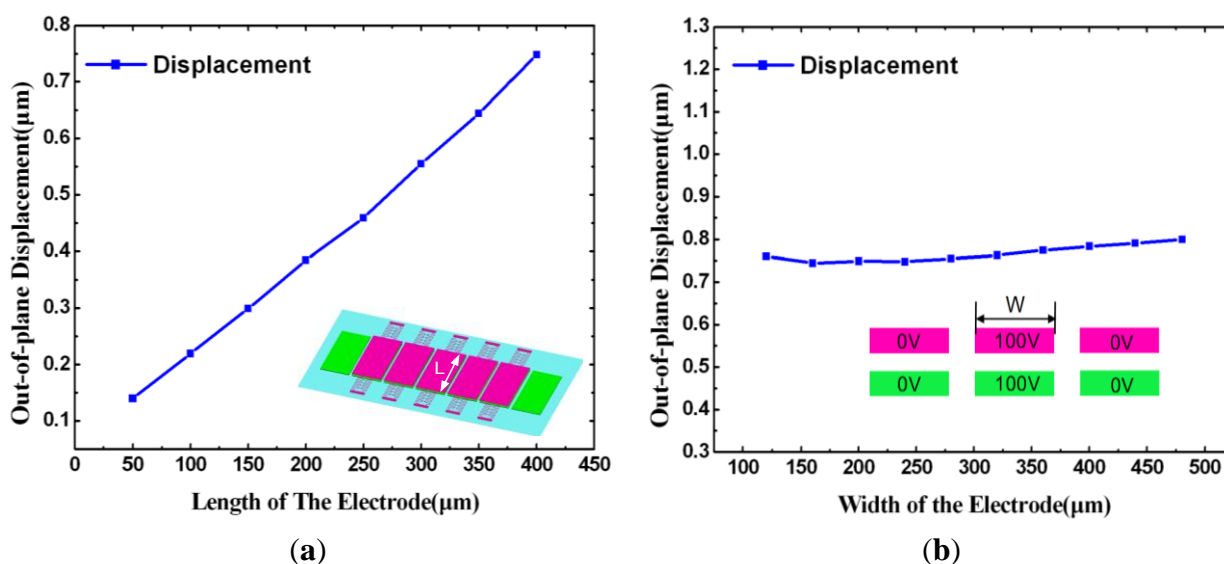 0.8
0.7
0.6
0.5
0.4
0.3
0.2
0.1
Out-of-plane Displacement(μm)
Displacement
L
0 50 100 150 200 250 300 350 400 450
Length of The Electrode(μm)
(a)
1.3
1.2
1.1
1.0
0.9
0.8
0.7
0.6
0.5
0.4
0.3
Out-of-plane Displacement(μm)
Displacement
W
0V 100V 0V
0V 100V 0V
100 150 200 250 300 350 400 450 500
Width of the Electrode(μm)
(b)